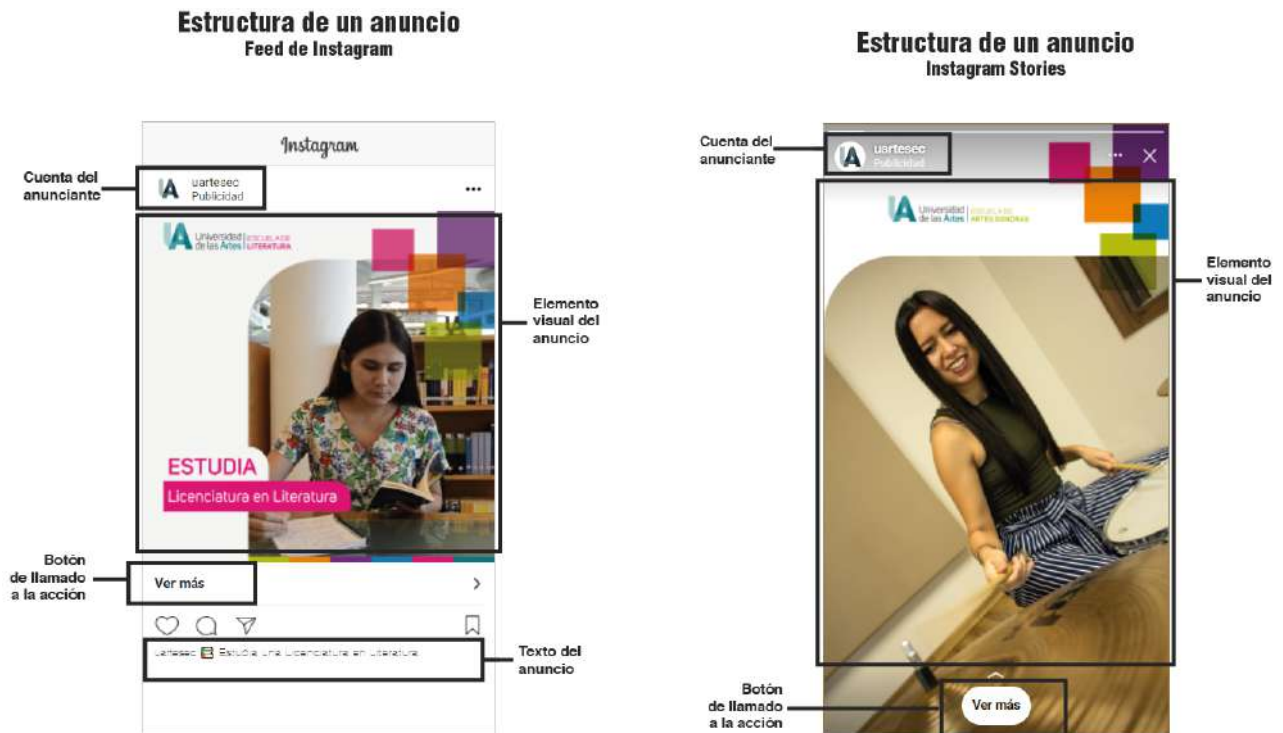 Estructura de un anuncio
Feed de Instagram
Instagram
Cuenta del
anunciante
uartesec
Publicidad
Universidad
de las Artes
ESCUELA DE
LITERATURA
Elemento
visual del
anuncio
ESTUDIA
Licenciatura en Literatura
Botón
de llamado
a la acción
Ver más
uartesec Estudia una Licenciatura en Literatura
Texto del
anuncio
Estructura de un anuncio
Instagram Stories
Cuenta del
anunciante
uartesec
Publicidad
Universidad
de las Artes
ESCUELA DE
ARTES SONORAS
Elemento
visual del
anuncio
Botón
de llamado
a la acción
Ver más